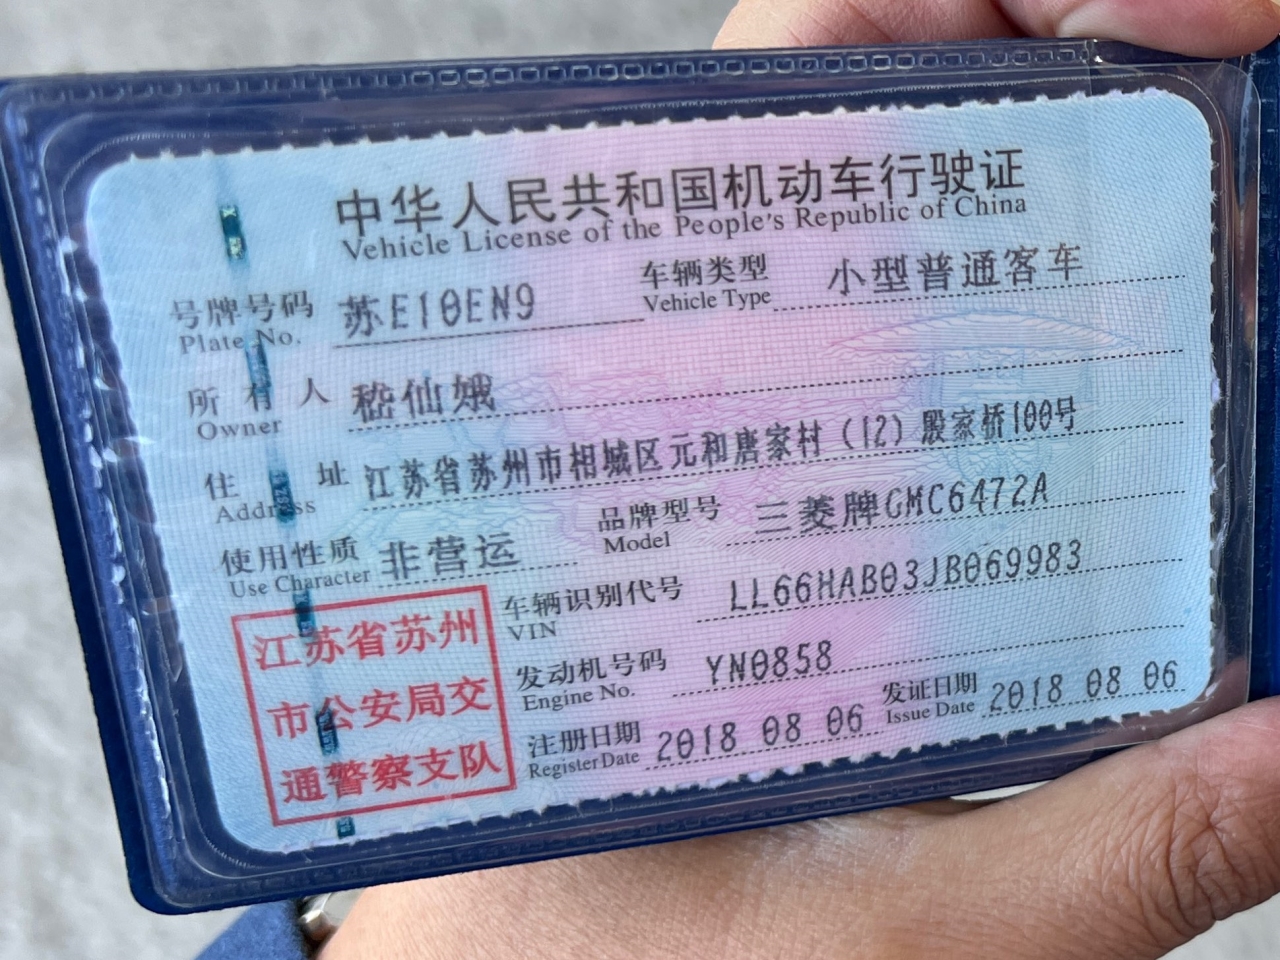 中华人民共和国机动车行驶证
Vehicle License of the People's Republic of China
号牌号码 苏E10EN9 车辆类型 小型普通客车
Plate No. Vehicle Type
所有人 嵇仙娥
Owner
住址 江苏省苏州市相城区元和唐家村(12)殷家桥100号
Address
使用性质 非营运 品牌型号 三菱牌GMC6472A
Use Character Model
车辆识别代号 LL66HAB03JB069983
VIN
发动机号码 YN0858
Engine No.
注册日期 2018 08 06 发证日期 2018 08 06
Register Date Issue Date
江苏省苏州
市公安局交
通警察支队